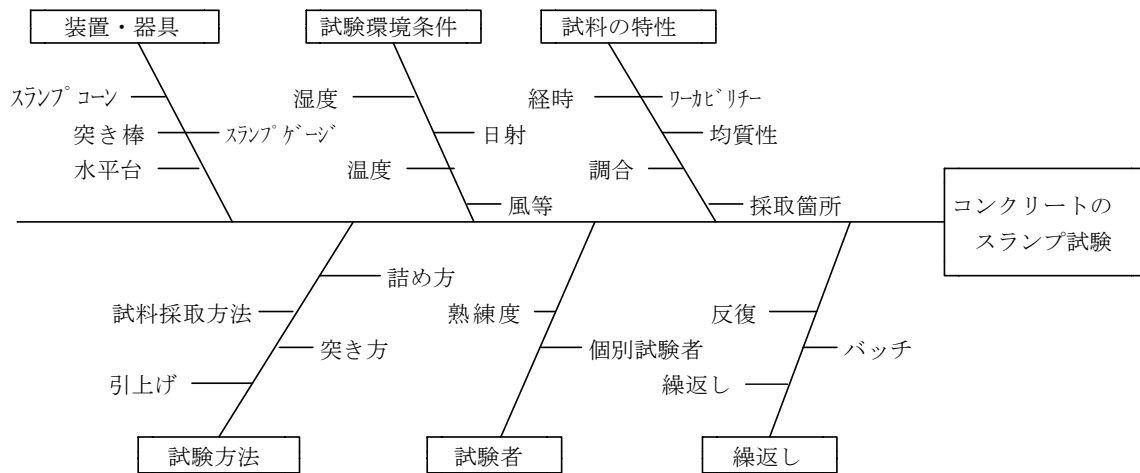 装置・器具
試験環境条件
試料の特性
スランプコーン
突き棒
スランプゲージ
水平台
湿度
日射
温度
風等
経時
ワーカビリチー
均質性
調合
採取箇所
コンクリートの
スランプ試験
詰め方
試料採取方法
突き方
引上げ
熟練度
個別試験者
反復
バッチ
繰返し
試験方法
試験者
繰返し